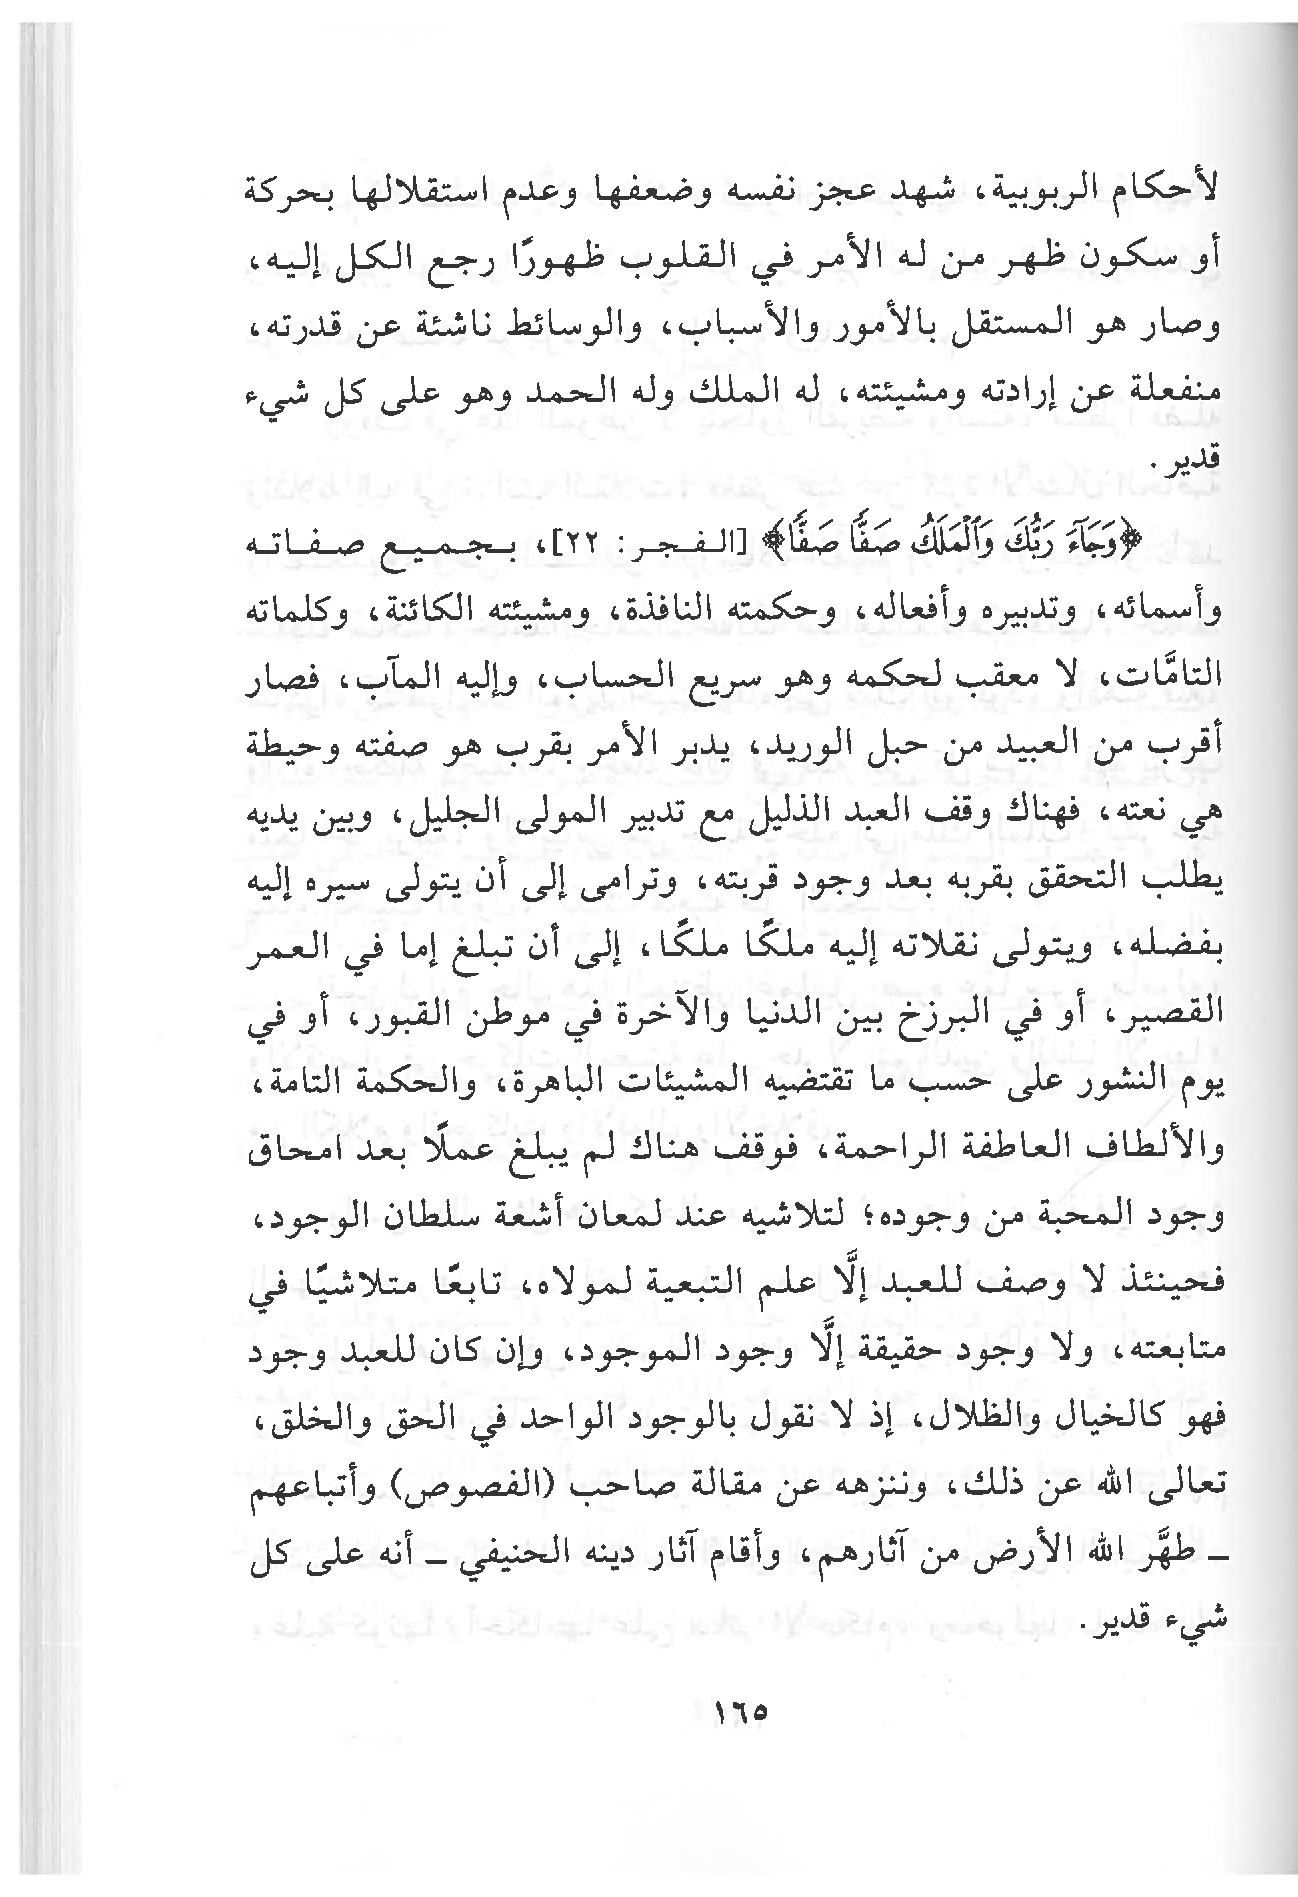 لأحكام الربوبية، شهد عجز نفسه وضعفها وعدم استقلالها بحركة
أو سكون ظهر من له الأمر في القلوب ظهورًا رجع الكل إليه،
وصار هو المستقل بالأمور والأسباب، والوسائط ناشئة عن قدرته،
منفعلة عن إرادته ومشيئته، له الملك وله الحمد وهو على كل شيء
قدير.
﴿وَجَآءَ رَبُّكَ وَٱلْمَلَكُ صَفًّا صَفًّا﴾ [الفجر: ٢٢]، بجميع صفاته
وأسمائه، وتدبيره وأفعاله، وحكمته النافذة، ومشيئته الكائنة، وكلماته
التامَّات، لا معقب لحكمه وهو سريع الحساب، وإليه المآب، فصار
أقرب من العبيد من حبل الوريد، يدبر الأمر بقرب هو صفته وحيطة
هي نعته، فهناك وقف العبد الذليل مع تدبير المولى الجليل، وبين يديه
يطلب التحقق بقربه بعد وجود قربته، وترامى إلى أن يتولى سيره إليه
بفضله، ويتولى نقلاته إليه ملكًا ملكًا، إلى أن تبلغ إما في العمر
القصير، أو في البرزخ بين الدنيا والآخرة في موطن القبور، أو في
يوم النشور على حسب ما تقتضيه المشيئات الباهرة، والحكمة التامة،
والألطاف العاطفة الراحمة، فوقف هناك لم يبلغ عملًا بعد امحاق
وجود المحبة من وجوده؛ لتلاشيه عند لمعان أشعة سلطان الوجود،
فحينئذ لا وصف للعبد إلَّا علم التبعية لمولاه، تابعًا متلاشيًا في
متابعته، ولا وجود حقيقة إلَّا وجود الموجود، وإن كان للعبد وجود
فهو كالخيال والظلال، إذ لا نقول بالوجود الواحد في الحق والخلق،
تعالى الله عن ذلك، وننزهه عن مقالة صاحب (الفصوص) وأتباعهم
ـ طهَّر الله الأرض من آثارهم، وأقام آثار دينه الحنيفي ـ أنه على كل
شيء قدير.
١٦٥